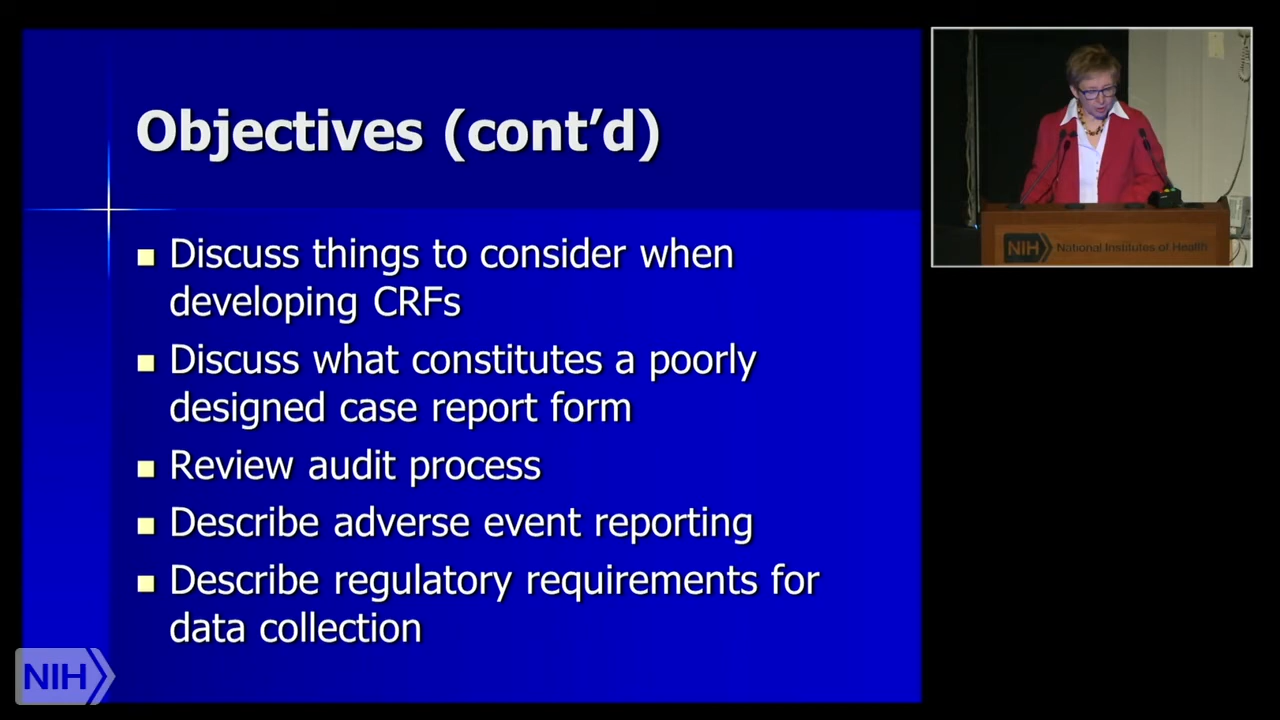 Objectives (cont’d)
Discuss things to consider when
developing CRFs
Discuss what constitutes a poorly
designed case report form
Review audit process
Describe adverse event reporting
Describe regulatory requirements for
data collection
NIH
NIH National Institutes of Health